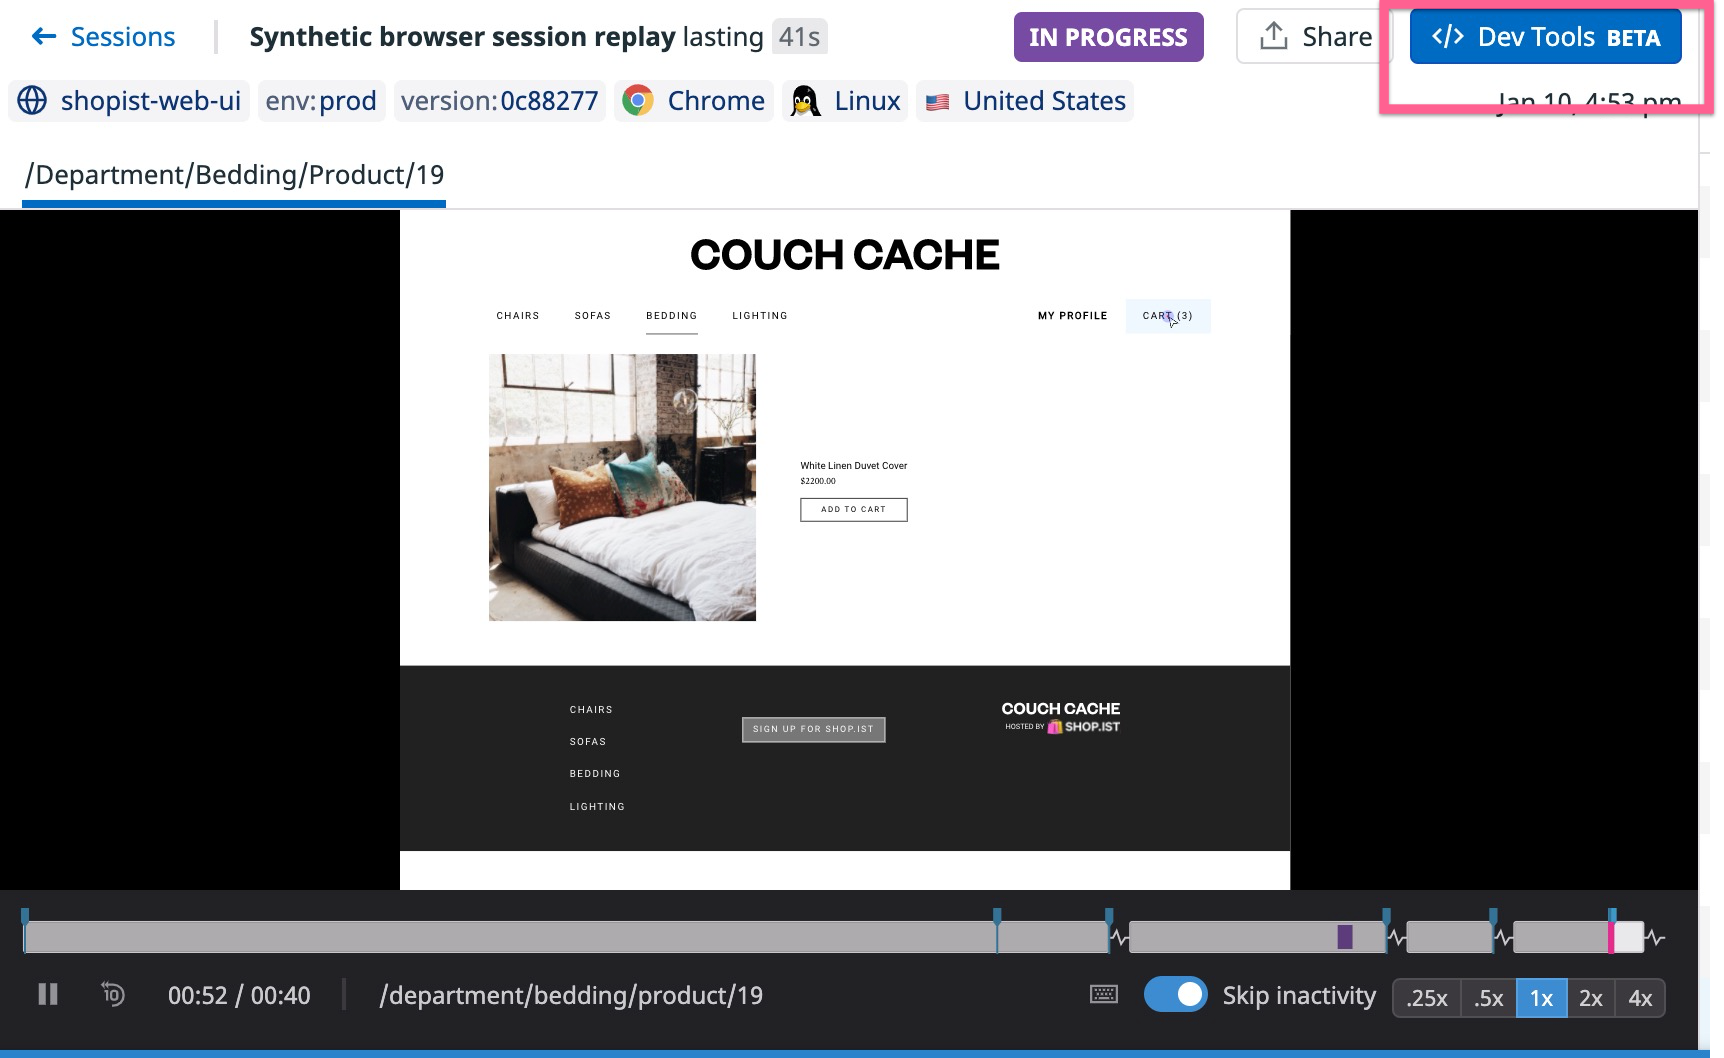 Sessions
Synthetic browser session replay lasting 41s
IN PROGRESS
Share
Dev Tools BETA
shopist-web-ui
env:prod
version:0c88277
Chrome
Linux
United States
Jan 10, 4:53 pm
/Department/Bedding/Product/19
COUCH CACHE
CHAIRS SOFAS BEDDING LIGHTING
MY PROFILE CART (3)
White Linen Duvet Cover
$2200.00
ADD TO CART
CHAIRS
SOFAS
BEDDING
LIGHTING
SIGN UP FOR SHOP.IST
COUCH CACHE
HOSTED BY SHOP.IST
10
00:52 / 00:40
/department/bedding/product/19
Skip inactivity
.25x .5x 1x 2x 4x